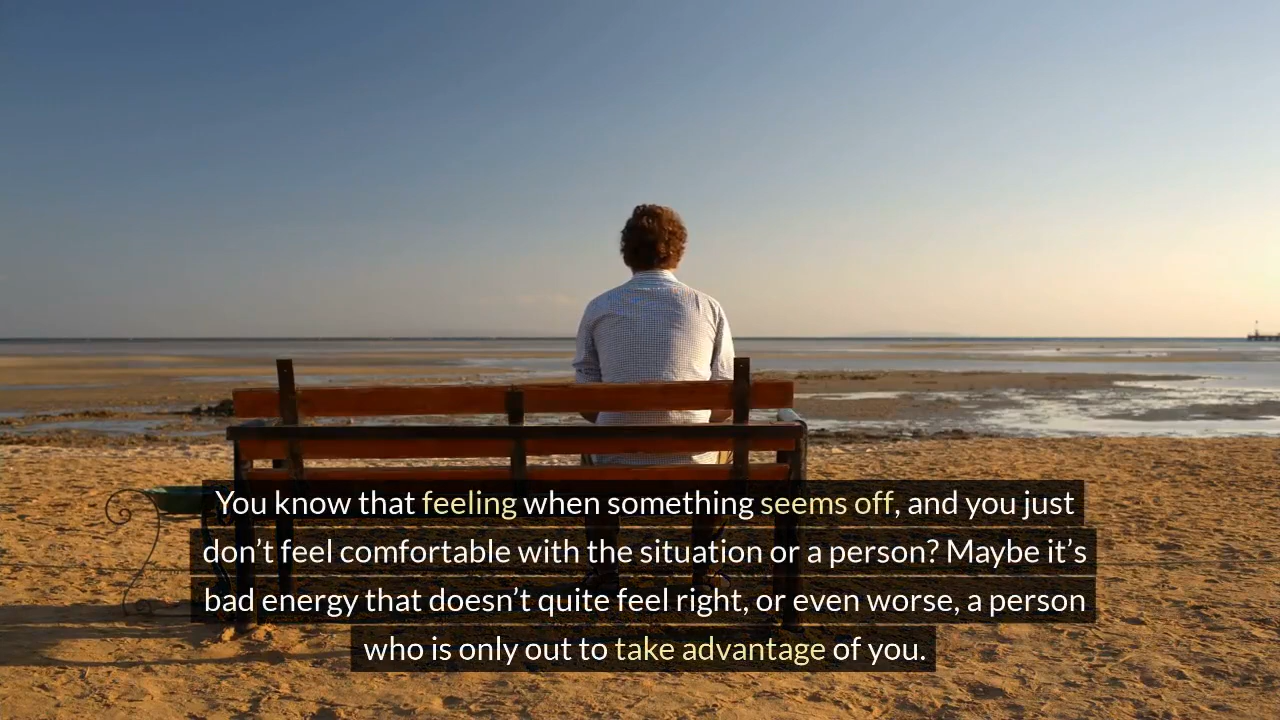 You know that feeling when something seems off, and you just
don’t feel comfortable with the situation or a person? Maybe it’s
bad energy that doesn’t quite feel right, or even worse, a person
who is only out to take advantage of you.